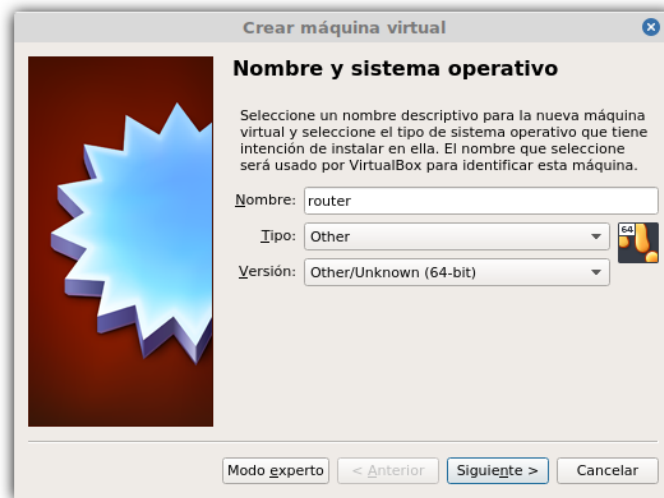 Crear máquina virtual
Nombre y sistema operativo
Seleccione un nombre descriptivo para la nueva máquina
virtual y seleccione el tipo de sistema operativo que tiene
intención de instalar en ella. El nombre que seleccione
será usado por VirtualBox para identificar esta máquina.
Nombre: router
Tipo: Other
64
Versión: Other/Unknown (64-bit)
Modo experto < Anterior Siguiente > Cancelar